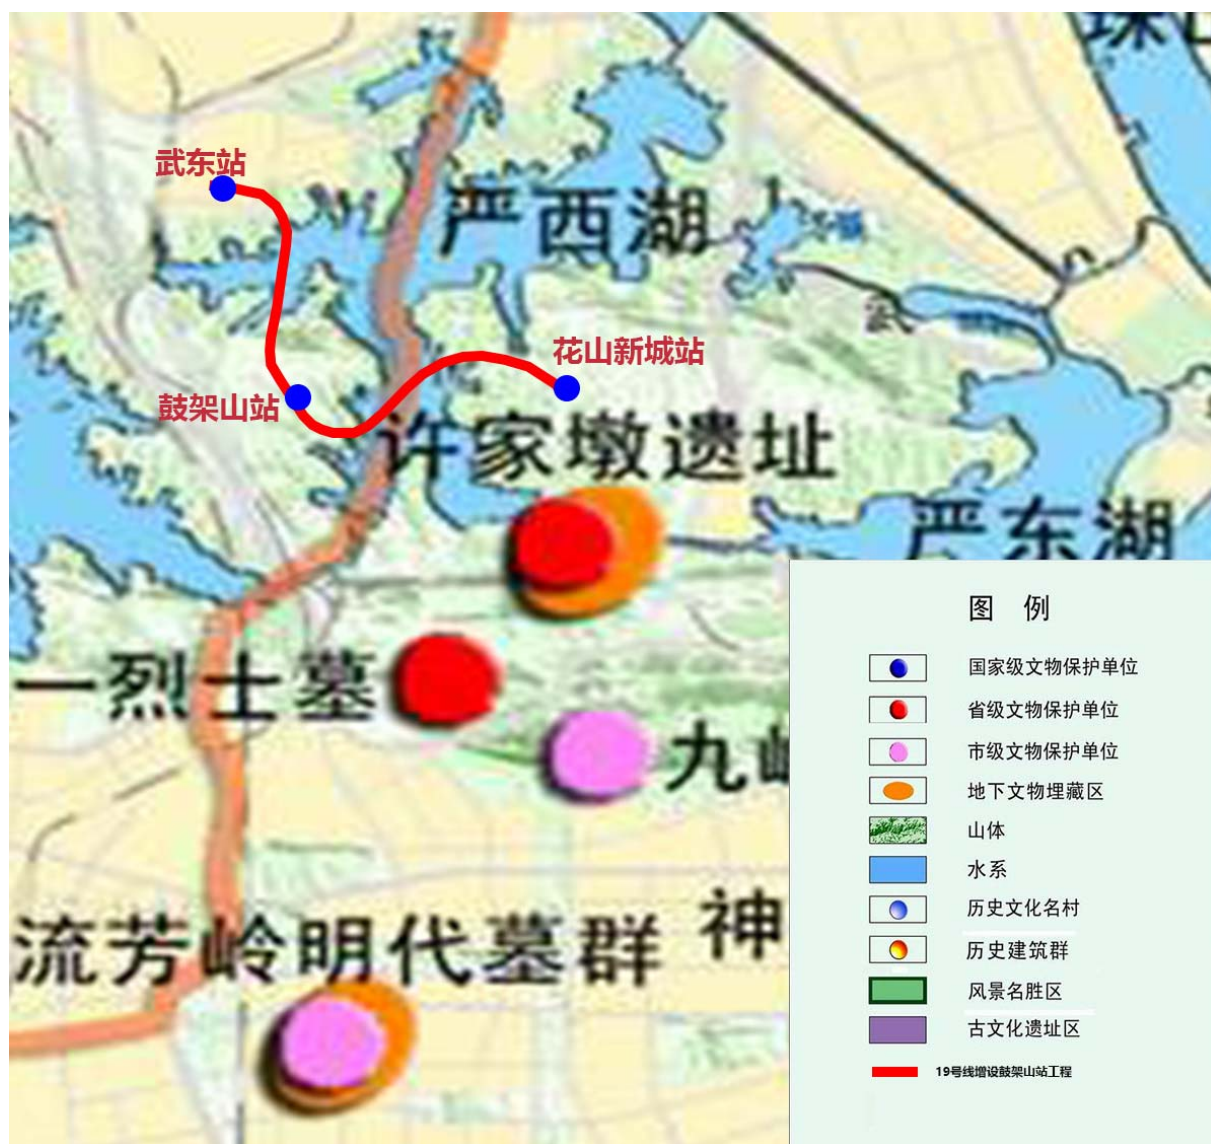 武东站
严西湖
花山新城站
鼓架山站
许家墩遗址
严东湖
一烈士墓
九峰
流芳岭明代墓群
神
武
图 例
国家级文物保护单位
省级文物保护单位
市级文物保护单位
地下文物埋藏区
山体
水系
历史文化名村
历史建筑群
风景名胜区
古文化遗址区
19号线增设鼓架山站工程